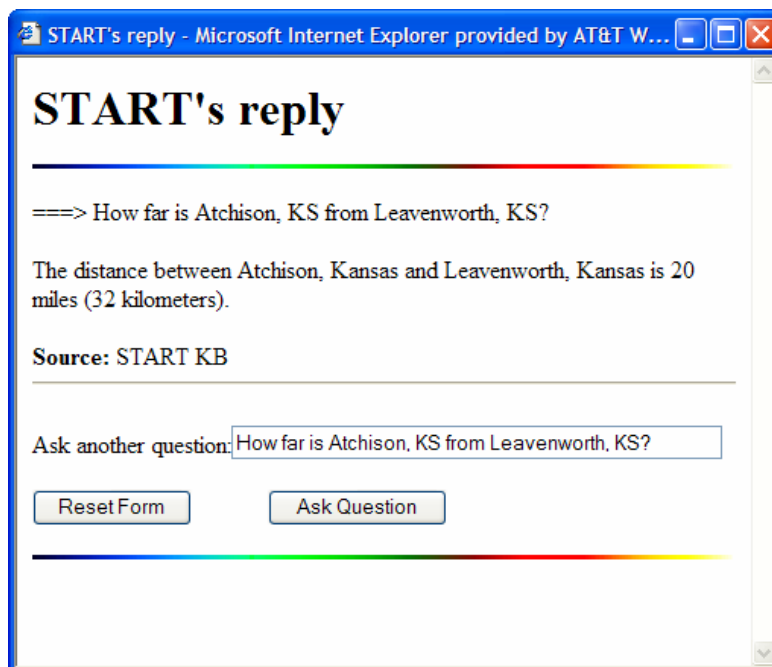 START's reply - Microsoft Internet Explorer provided by AT&T W...
START's reply
===> How far is Atchison, KS from Leavenworth, KS?
The distance between Atchison, Kansas and Leavenworth, Kansas is 20
miles (32 kilometers).
Source: START KB
Ask another question: How far is Atchison, KS from Leavenworth, KS?
Reset Form Ask Question